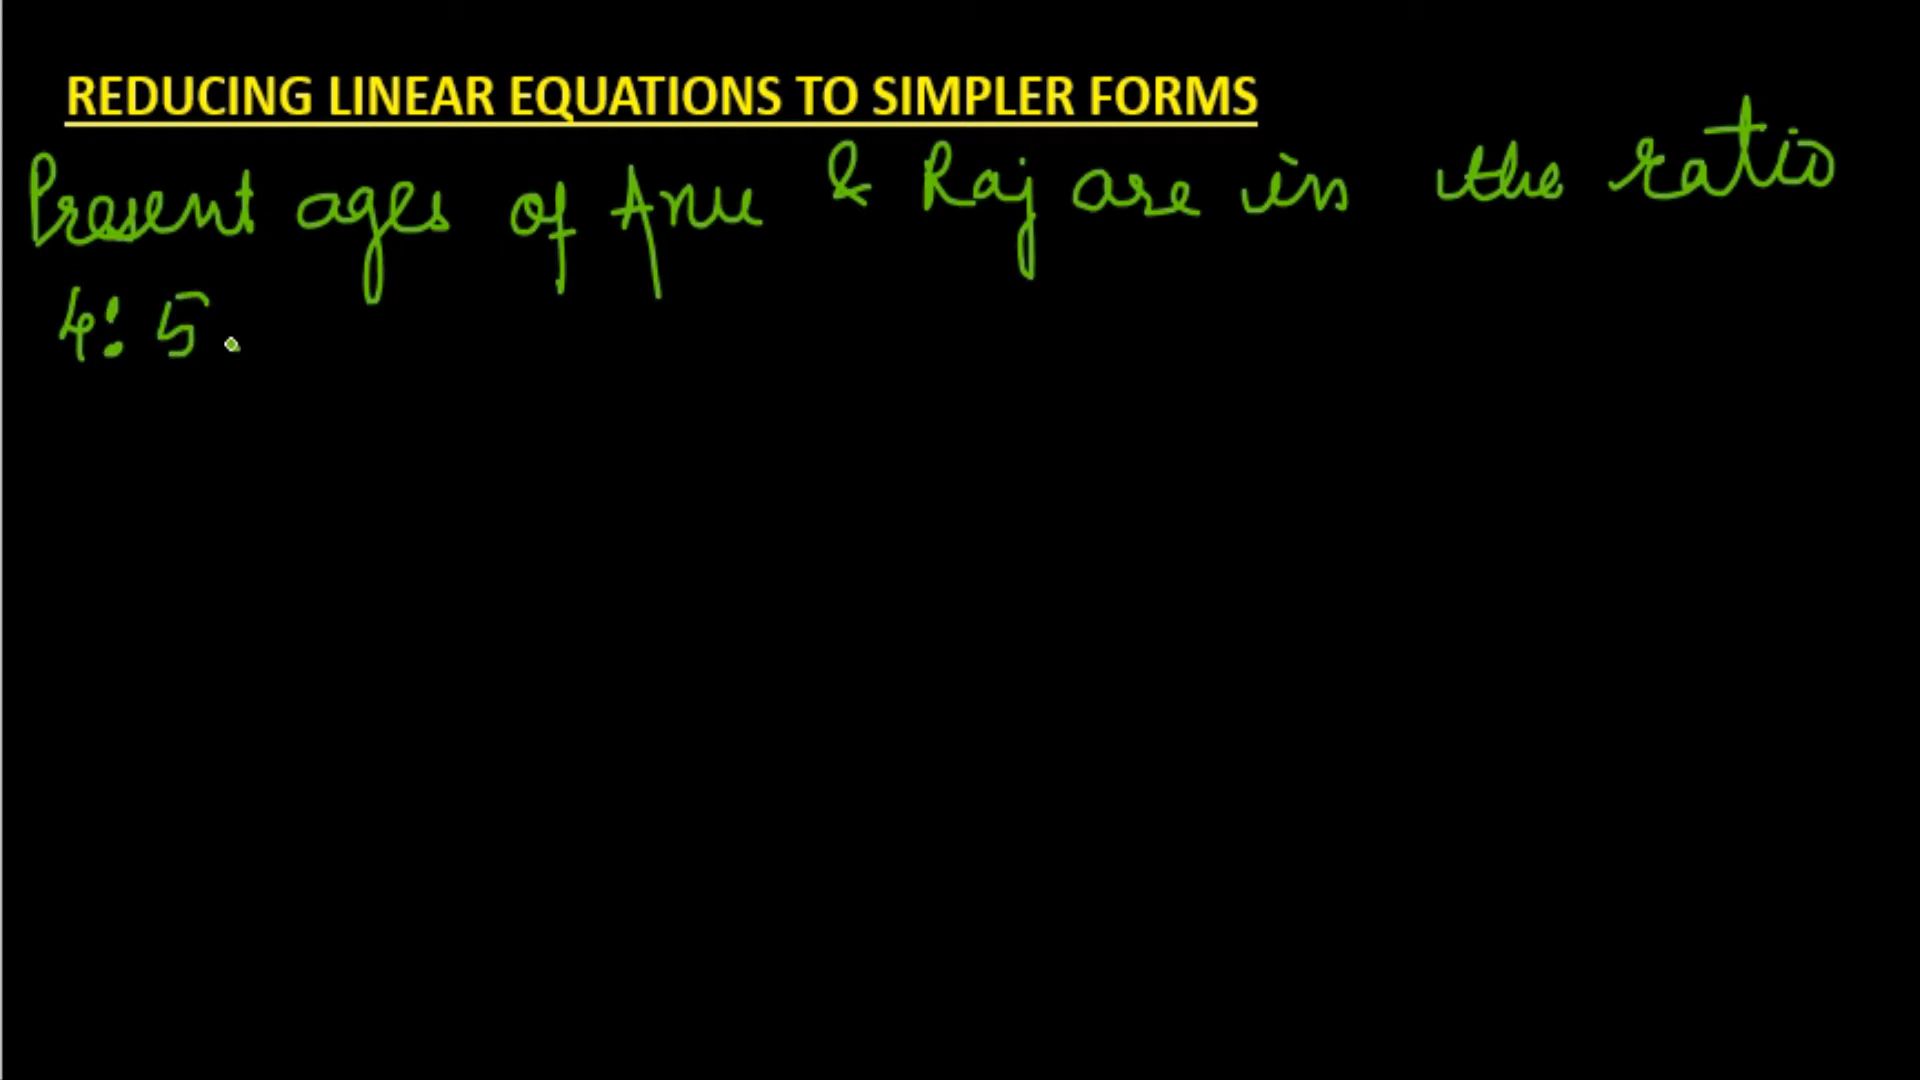 REDUCING LINEAR EQUATIONS TO SIMPLER FORMS
Present ages of Anu & Raj are in the ratio
4:5.